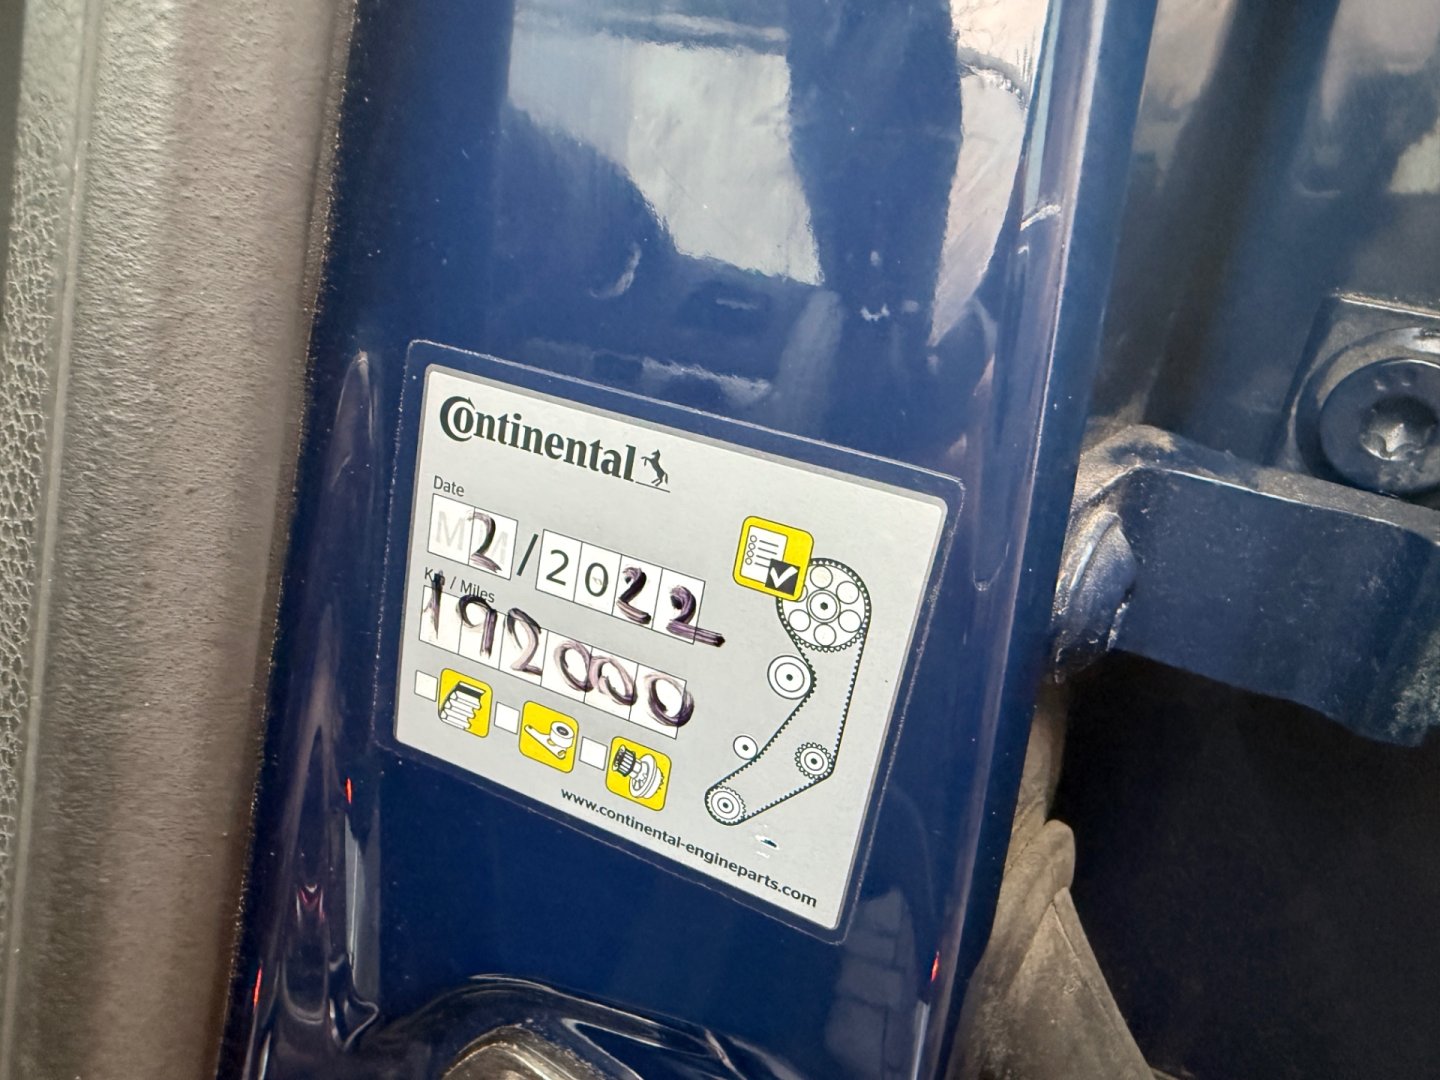 Continental
Date
2/2022
Km / Miles
192000
www.continental-engineparts.com